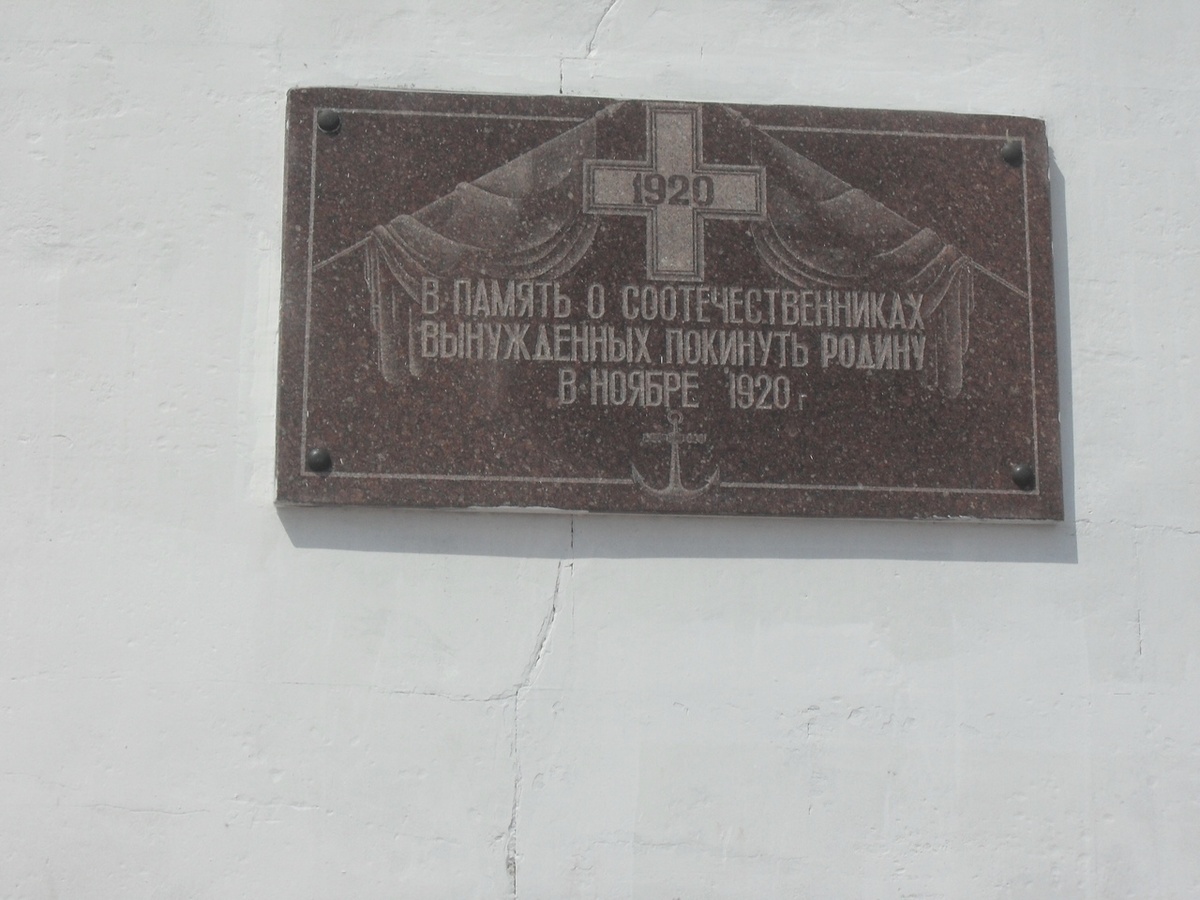 1920
В ПАМЯТЬ О СООТЕЧЕСТВЕННИКАХ
ВЫНУЖДЕННЫХ ПОКИНУТЬ РОДИНУ
В НОЯБРЕ 1920 г